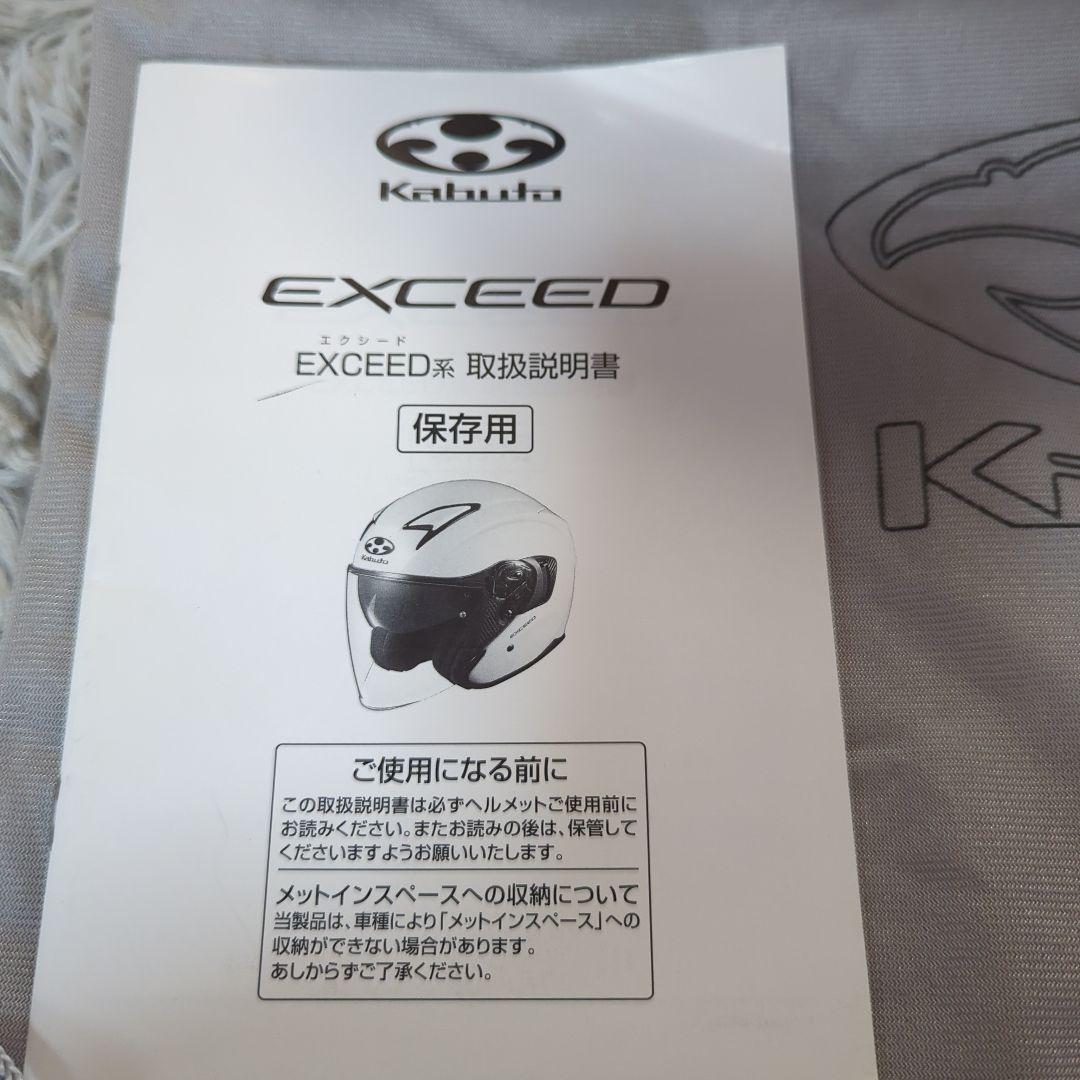 Kabuto
EXCEED
エクシード
EXCEED系 取扱説明書
保存用
Kabuto
EXCEED
ご使用になる前に
この取扱説明書は必ずヘルメットご使用前に
お読みください。またお読みの後は、保管して
くださいますようお願いいたします。
メットインスペースへの収納について
当製品は、車種により「メットインスペース」への
収納ができない場合があります。
あしからずご了承ください。